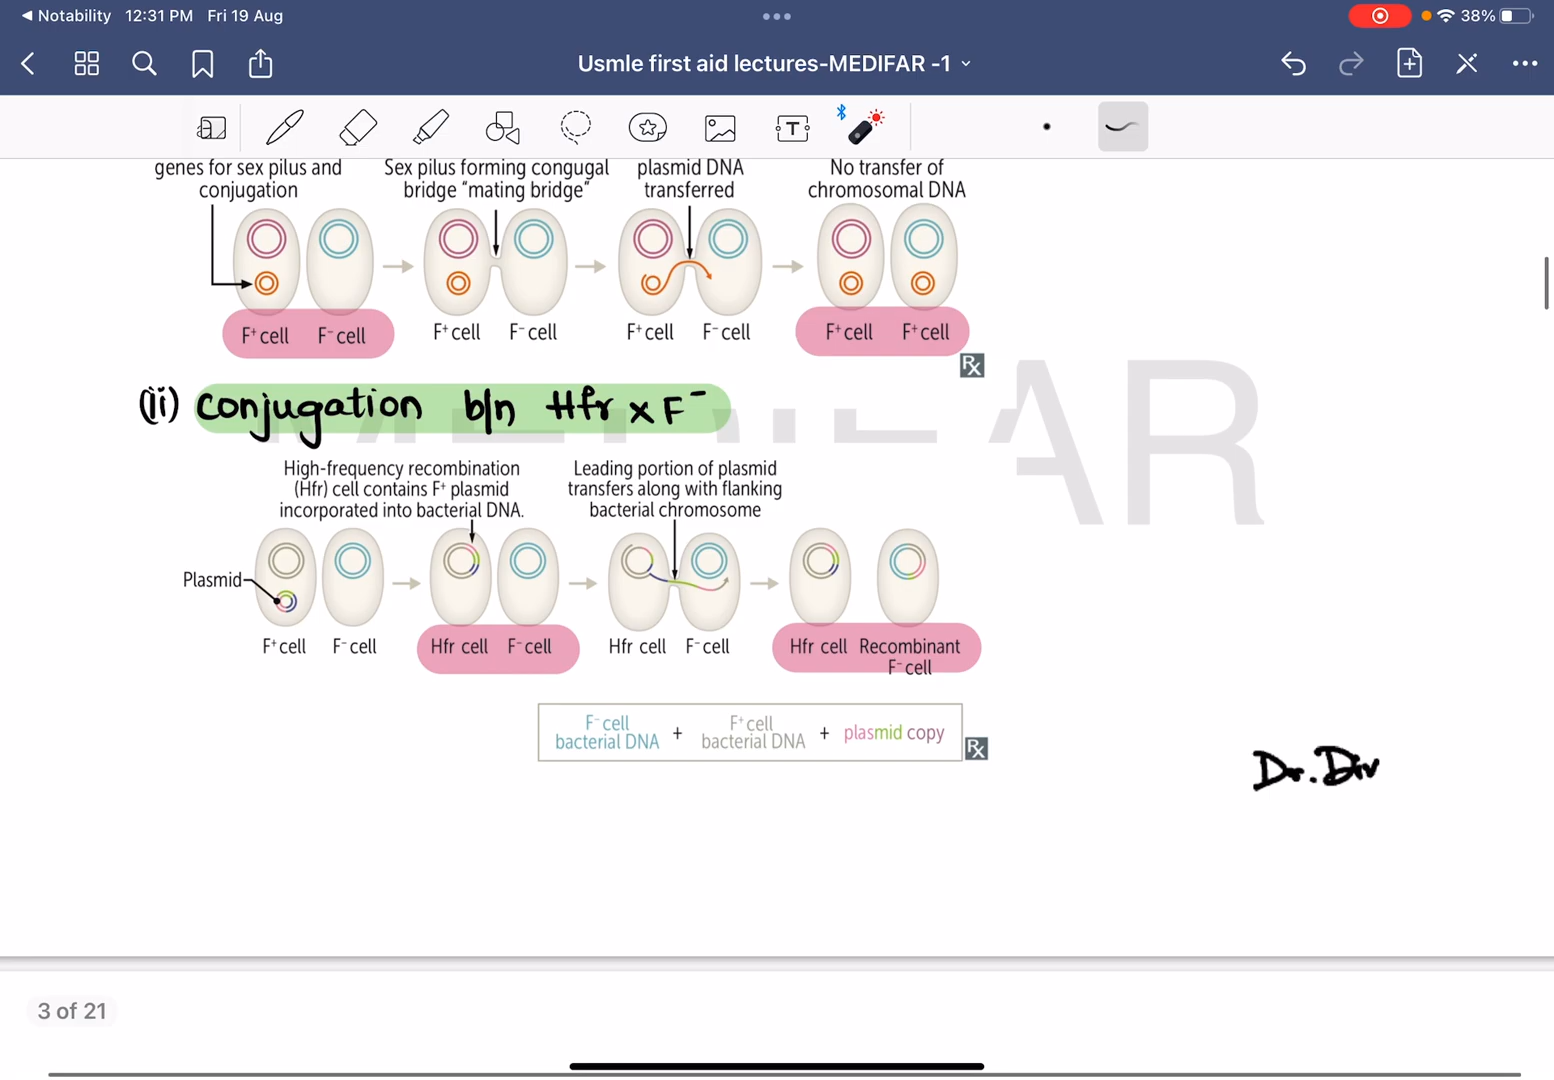 Notability 12:31 PM Fri 19 Aug 38%
Usmle first aid lectures-MEDIFAR -1
T
genes for sex pilus and
conjugation
Sex pilus forming congugal
bridge “mating bridge”
plasmid DNA
transferred
No transfer of
chromosomal DNA
F⁺ cell F⁻ cell F⁺ cell F⁻ cell F⁺ cell F⁻ cell F⁺ cell F⁺ cell
Rx
(ii) Conjugation b/n Hfr x F⁻
MEDIFAR
High-frequency recombination
(Hfr) cell contains F⁺ plasmid
incorporated into bacterial DNA.
Leading portion of plasmid
transfers along with flanking
bacterial chromosome
Plasmid
F⁺ cell F⁻ cell Hfr cell F⁻ cell Hfr cell F⁻ cell Hfr cell Recombinant
F⁻ cell
F⁻ cell
bacterial DNA
+
F⁺ cell
bacterial DNA
+ plasmid copy
Rx
Dr. Div
3 of 21